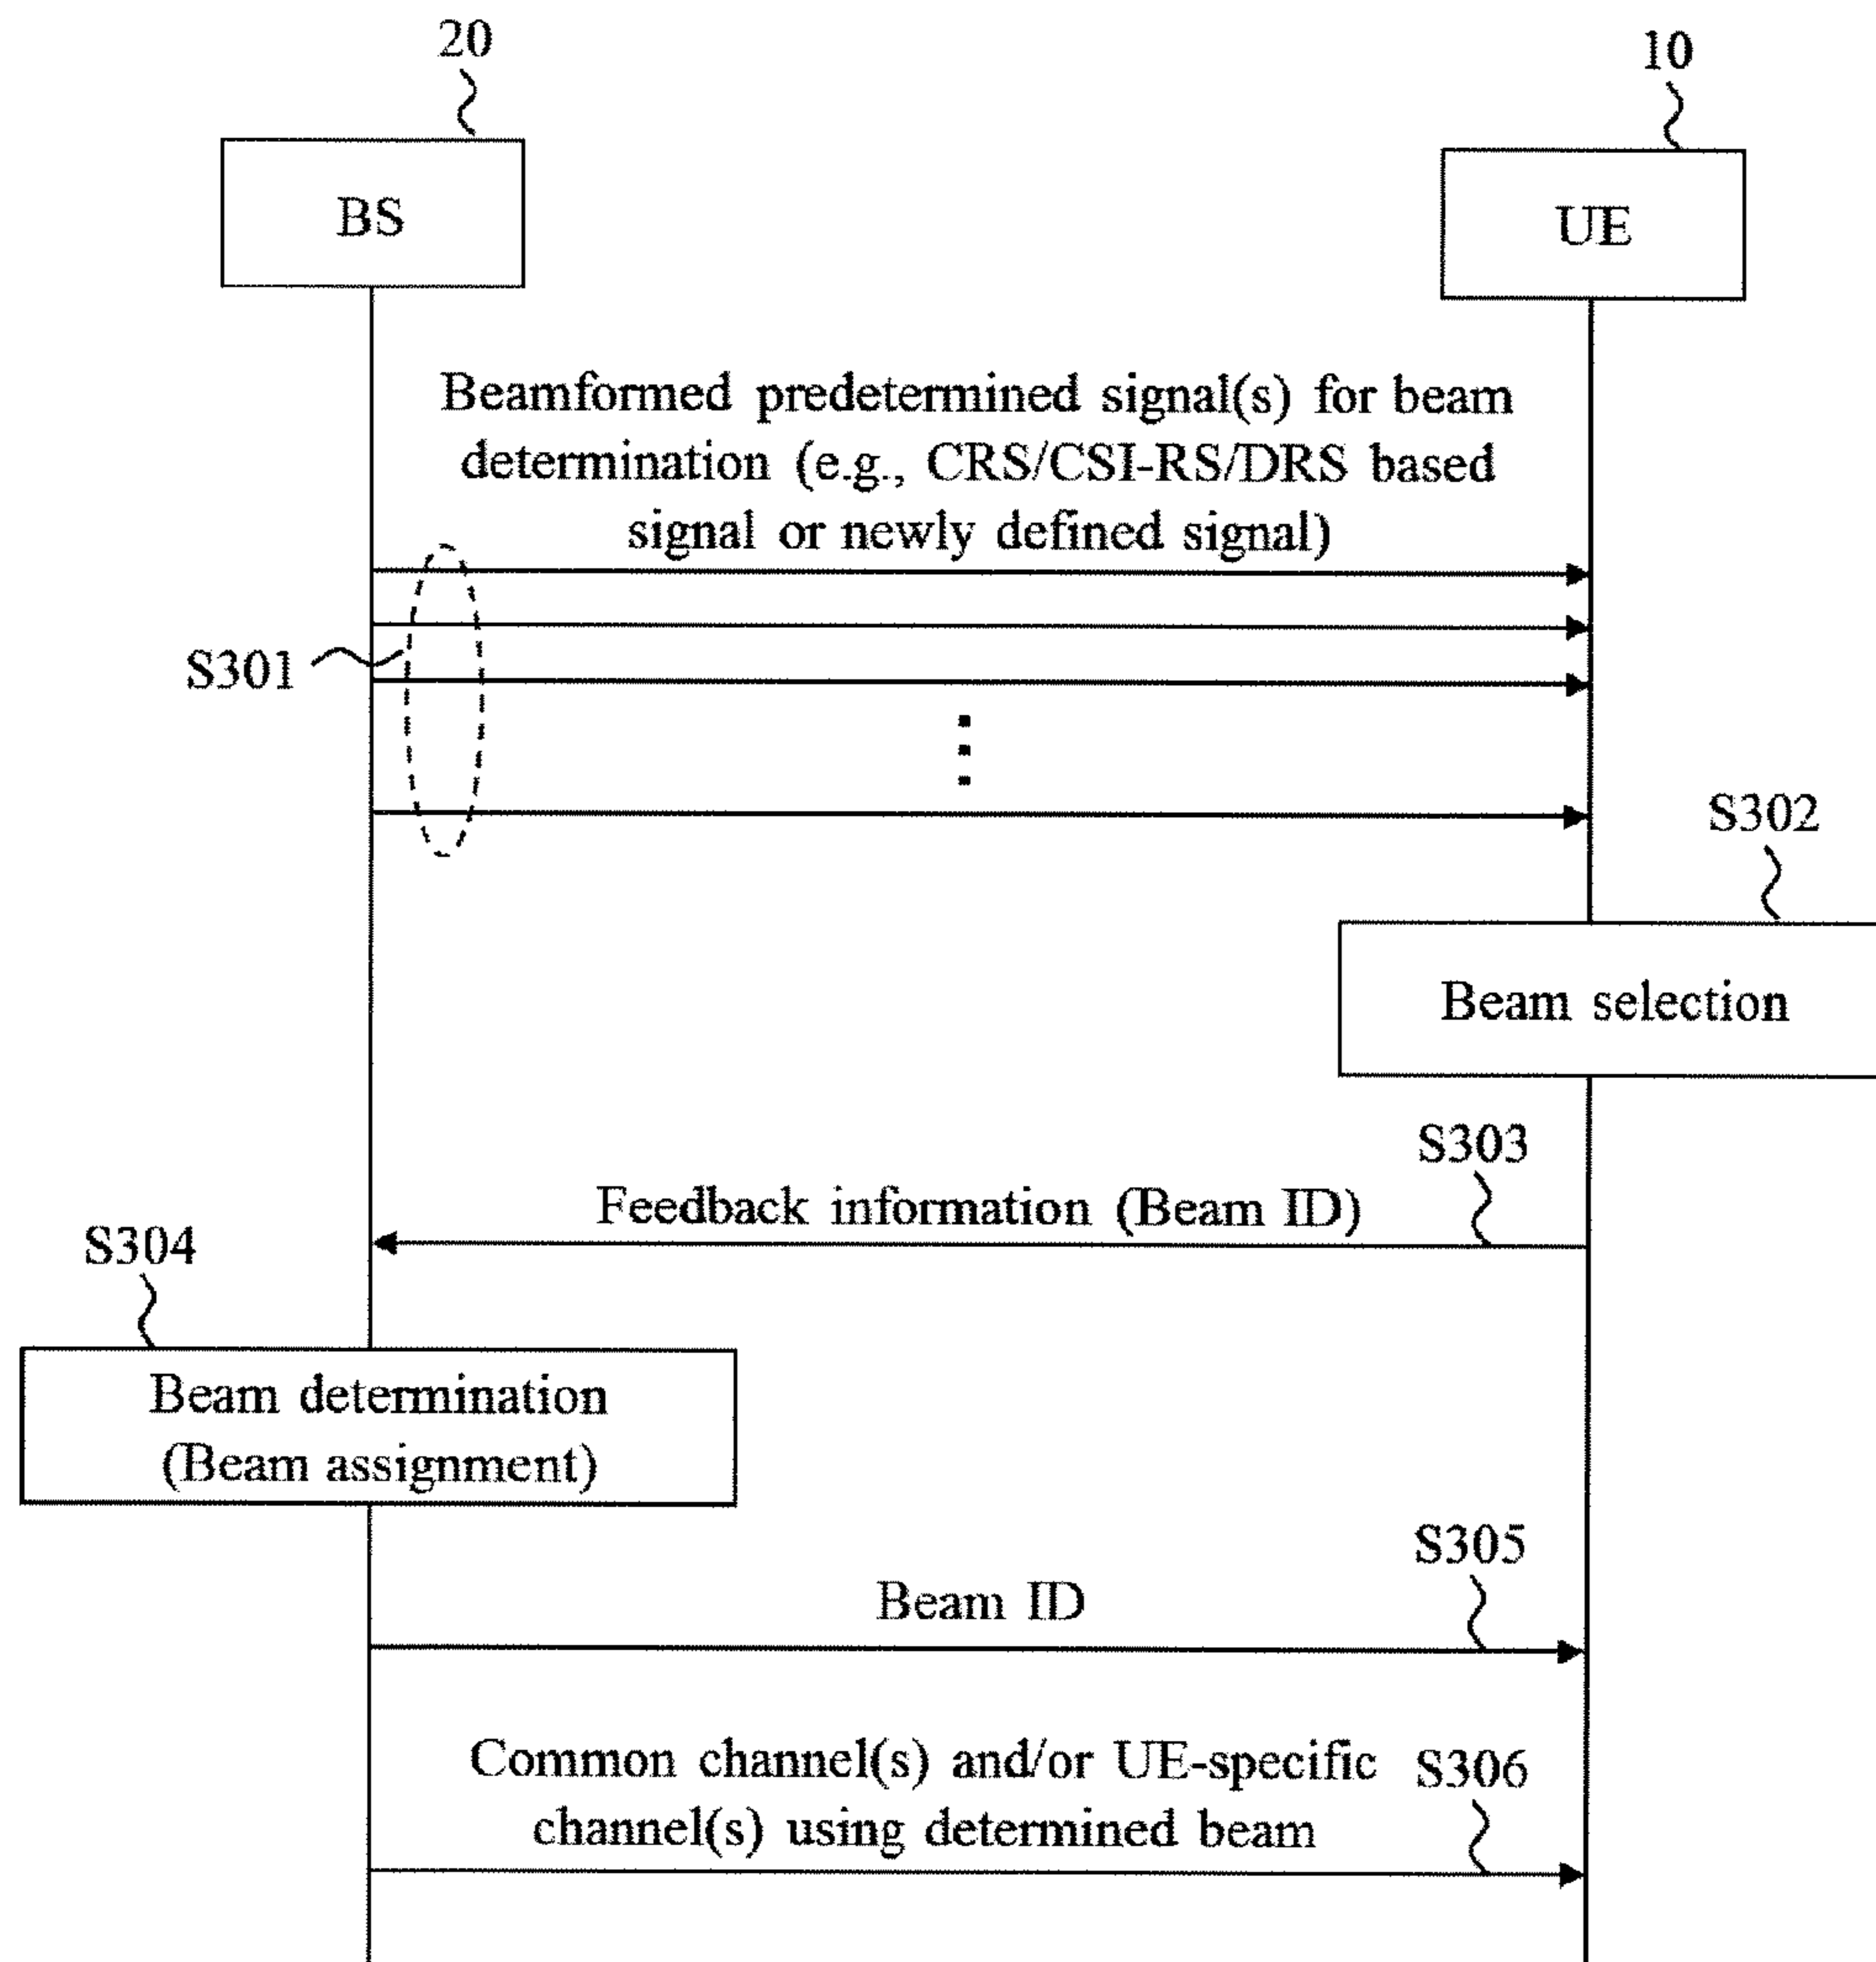 20
10
BS
UE
Beamformed predetermined signal(s) for beam
determination (e.g., CRS/CSI-RS/DRS based
signal or newly defined signal)
S301
S302
Beam selection
S303
Feedback information (Beam ID)
S304
Beam determination
(Beam assignment)
S305
Beam ID
Common channel(s) and/or UE-specific
channel(s) using determined beam
S306